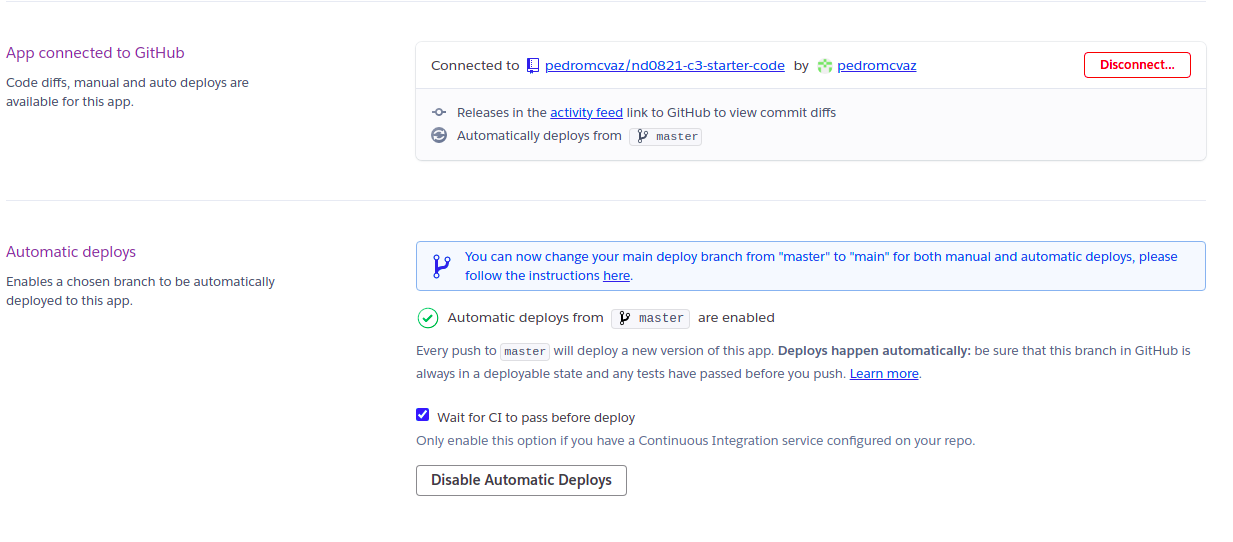 App connected to GitHub
Code diffs, manual and auto deploys are
available for this app.
Connected to pedromcvaz/nd0821-c3-starter-code by pedromcvaz
Disconnect...
Releases in the activity feed link to GitHub to view commit diffs
Automatically deploys from master
Automatic deploys
Enables a chosen branch to be automatically
deployed to this app.
You can now change your main deploy branch from "master" to "main" for both manual and automatic deploys, please
follow the instructions here.
Automatic deploys from master are enabled
Every push to master will deploy a new version of this app. Deploys happen automatically: be sure that this branch in GitHub is
always in a deployable state and any tests have passed before you push. Learn more.
Wait for CI to pass before deploy
Only enable this option if you have a Continuous Integration service configured on your repo.
Disable Automatic Deploys